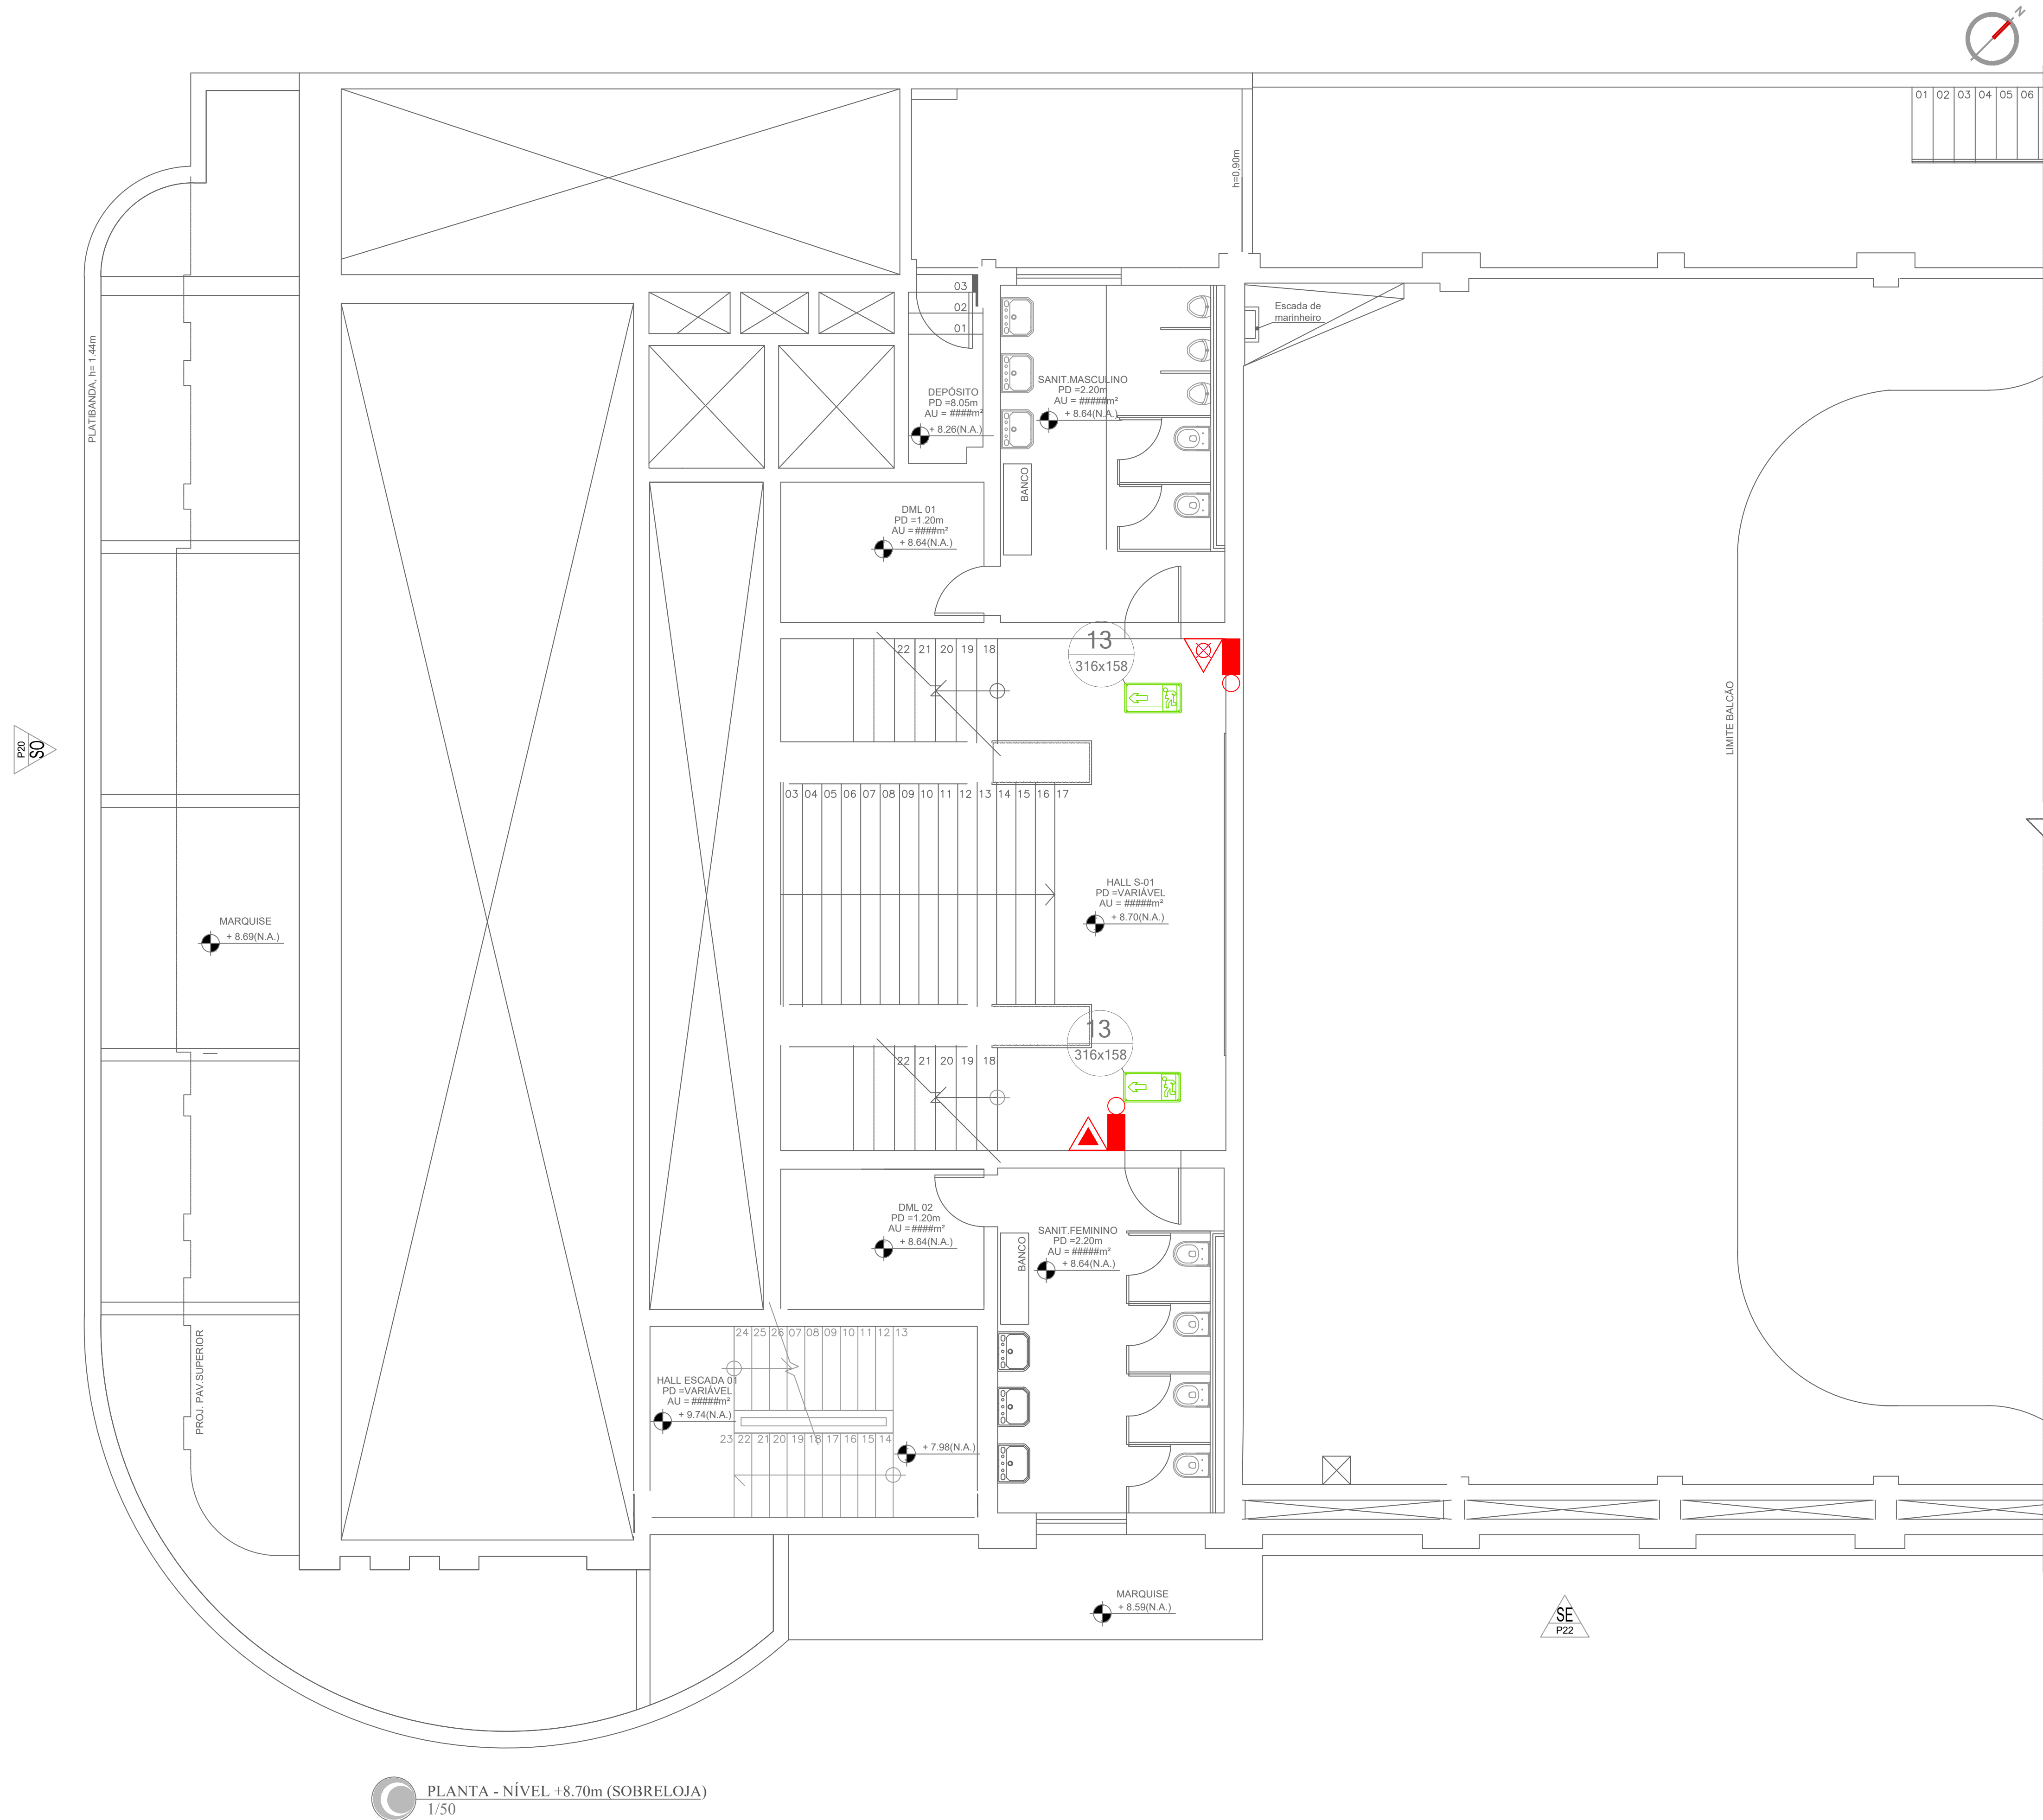 N
01 02 03 04 05 06
h=0,90m
Escada de
marinheiro
PLATIBANDA, h= 1.44m
03
02
01
DEPÓSITO
PD =8.05m
AU = ####m²
+ 8.26(N.A.)
SANIT.MASCULINO
PD =2.20m
AU = #####m²
+ 8.64(N.A.)
BANCO
DML 01
PD =1.20m
AU = ####m²
+ 8.64(N.A.)
13
316x158
22 21 20 19 18
LIMITE BALCÃO
P20
SO
03 04 05 06 07 08 09 10 11 12 13 14 15 16 17
HALL S-01
PD =VARIÁVEL
AU = #####m²
+ 8.70(N.A.)
MARQUISE
+ 8.69(N.A.)
13
316x158
22 21 20 19 18
DML 02
PD =1.20m
AU = ####m²
+ 8.64(N.A.)
SANIT.FEMININO
PD =2.20m
AU = #####m²
+ 8.64(N.A.)
BANCO
PROJ. PAV.SUPERIOR
24 25 26 07 08 09 10 11 12 13
HALL ESCADA 01
PD =VARIÁVEL
AU = #####m²
+ 9.74(N.A.)
23 22 21 20 19 18 17 16 15 14
+ 7.98(N.A.)
MARQUISE
+ 8.59(N.A.)
SE
P22
PLANTA - NÍVEL +8.70m (SOBRELOJA)
1/50